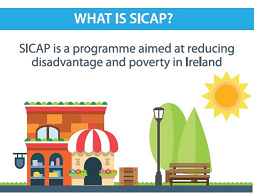 WHAT IS SICAP?
SICAP is a programme aimed at reducing
disadvantage and poverty in Ireland